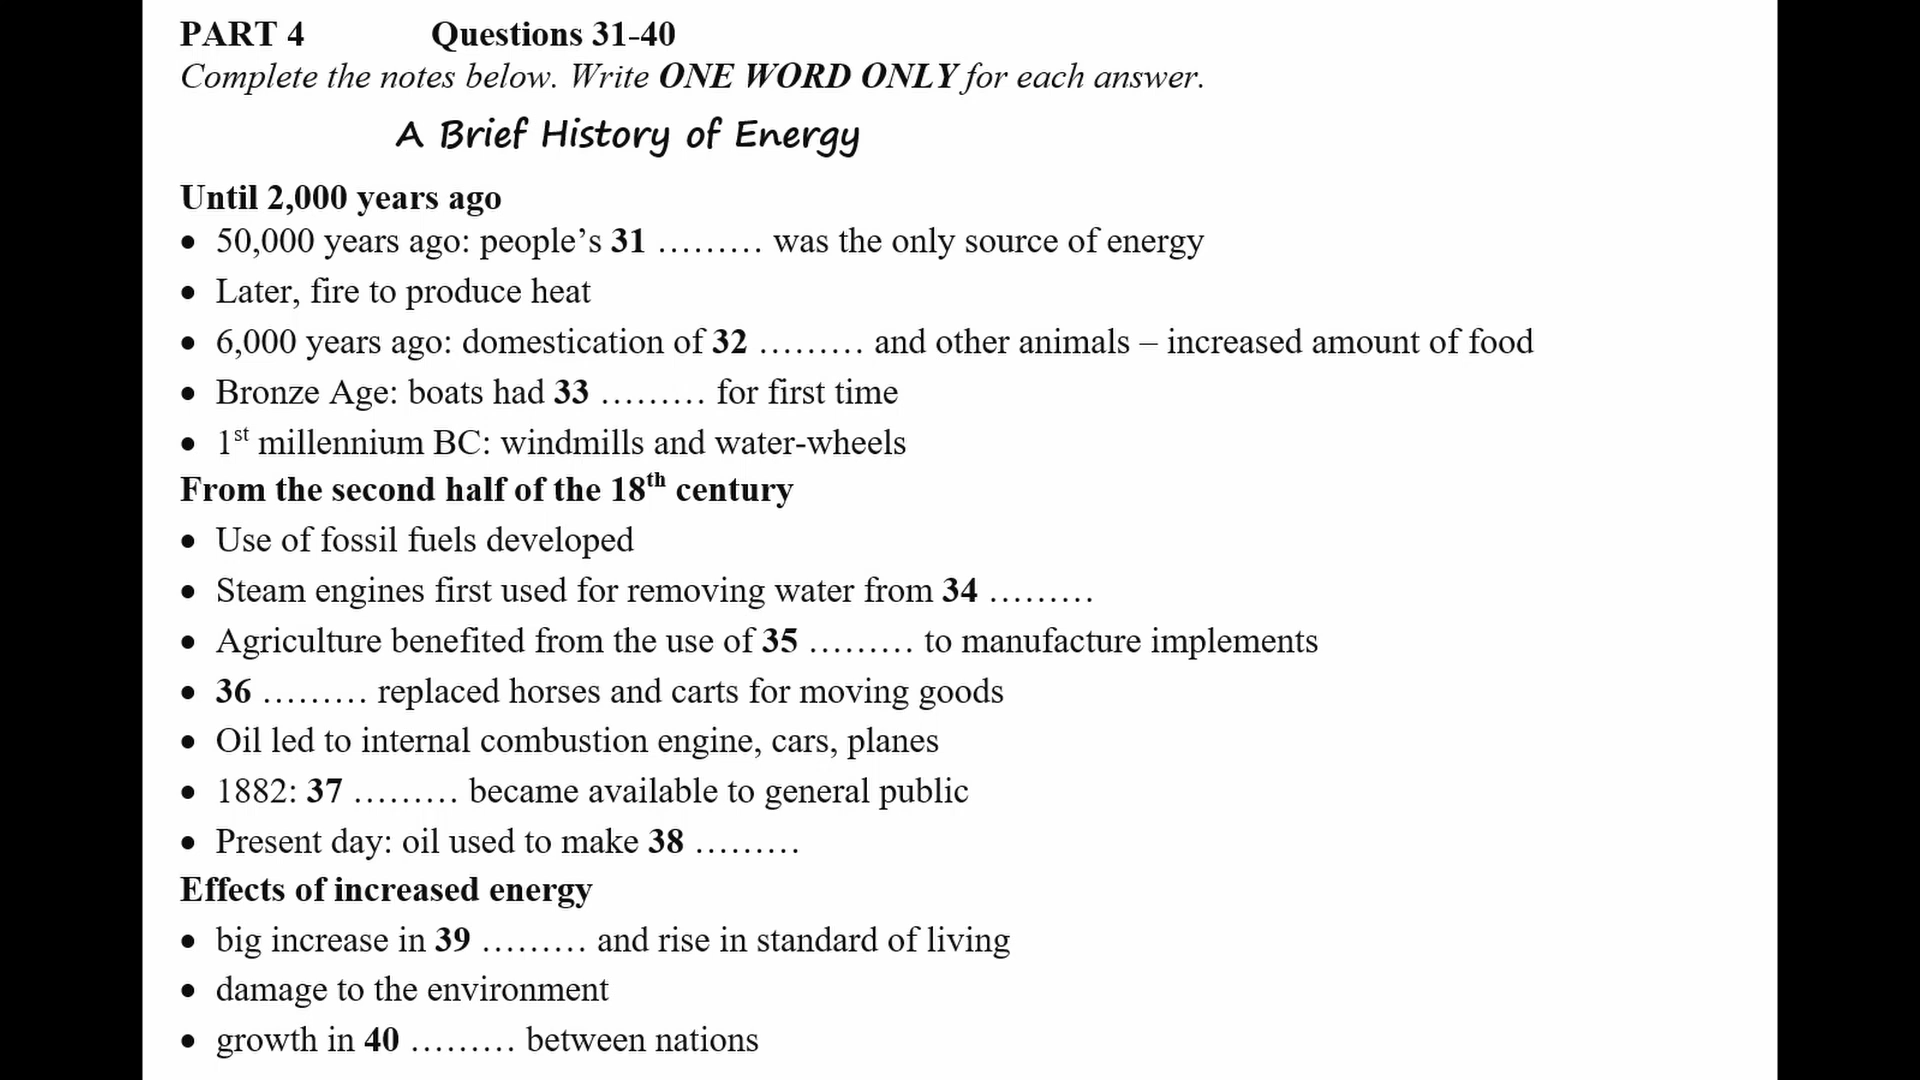 PART 4 Questions 31-40
Complete the notes below. Write ONE WORD ONLY for each answer.
A Brief History of Energy
Until 2,000 years ago
• 50,000 years ago: people’s 31 ……… was the only source of energy
• Later, fire to produce heat
• 6,000 years ago: domestication of 32 ……… and other animals – increased amount of food
• Bronze Age: boats had 33 ……… for first time
• 1st millennium BC: windmills and water-wheels
From the second half of the 18th century
• Use of fossil fuels developed
• Steam engines first used for removing water from 34 ………
• Agriculture benefited from the use of 35 ……… to manufacture implements
• 36 ……… replaced horses and carts for moving goods
• Oil led to internal combustion engine, cars, planes
• 1882: 37 ……… became available to general public
• Present day: oil used to make 38 ………
Effects of increased energy
• big increase in 39 ……… and rise in standard of living
• damage to the environment
• growth in 40 ……… between nations